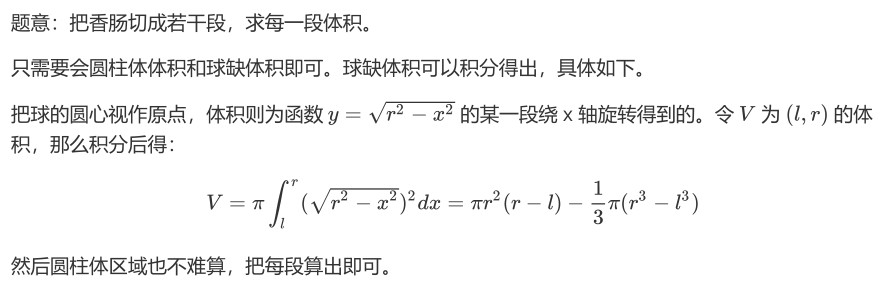 题意：把香肠切成若干段，求每一段体积。
只需要会圆柱体体积和球缺体积即可。球缺体积可以积分得出，具体如下。
把球的圆心视作原点，体积则为函数 $y = \sqrt{r^2 - x^2}$ 的某一段绕 x 轴旋转得到的。令 $V$ 为 $(l, r)$ 的体
积，那么积分后得：
$V = \pi \int_l^r (\sqrt{r^2 - x^2})^2 dx = \pi r^2 (r - l) - \frac{1}{3} \pi (r^3 - l^3)$
然后圆柱体区域也不难算，把每段算出即可。